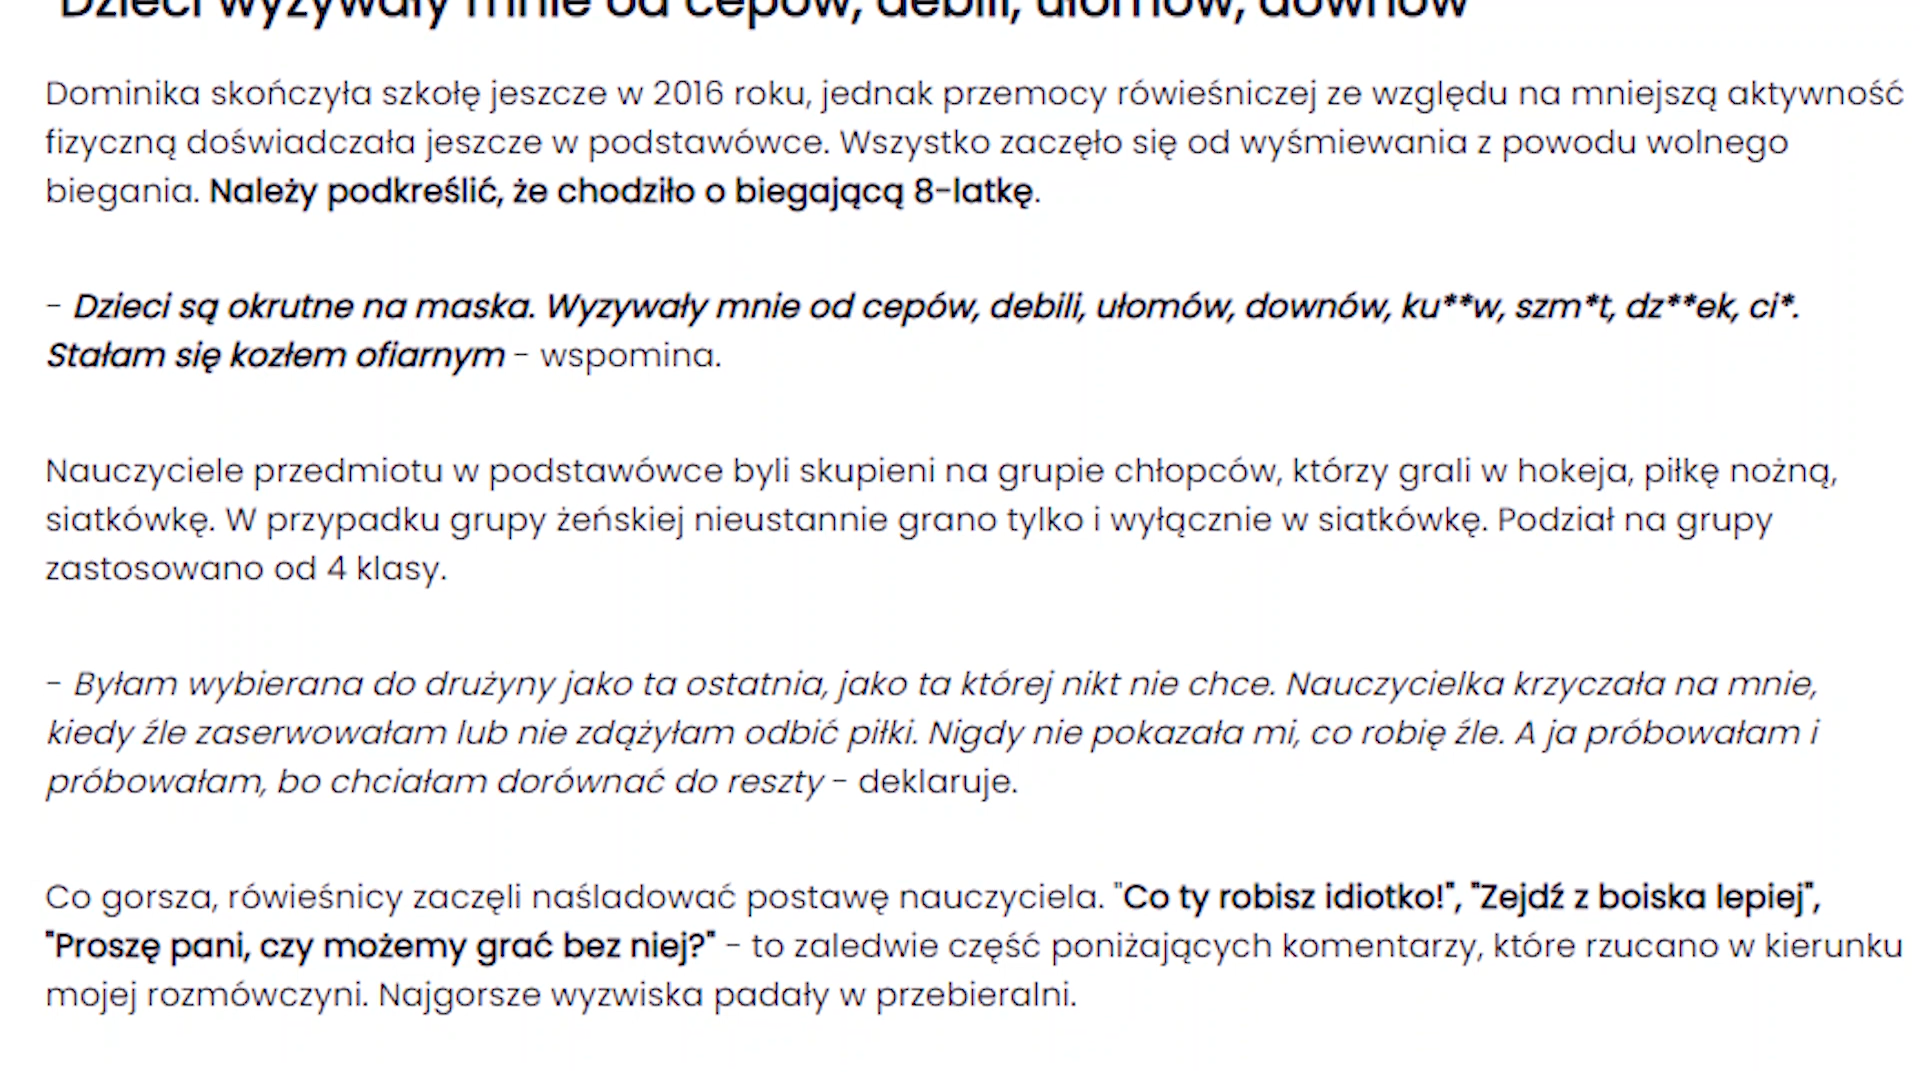 "Dzieci wyzywały mnie od cepów, debili, ułomów, downów"
Dominika skończyła szkołę jeszcze w 2016 roku, jednak przemocy rówieśniczej ze względu na mniejszą aktywność
fizyczną doświadczała jeszcze w podstawówce. Wszystko zaczęło się od wyśmiewania z powodu wolnego
biegania. Należy podkreślić, że chodziło o biegającą 8-latkę.
- Dzieci są okrutne na maska. Wyzywały mnie od cepów, debili, ułomów, downów, ku**w, szm*t, dz**ek, ci*.
Stałam się kozłem ofiarnym - wspomina.
Nauczyciele przedmiotu w podstawówce byli skupieni na grupie chłopców, którzy grali w hokeja, piłkę nożną,
siatkówkę. W przypadku grupy żeńskiej nieustannie grano tylko i wyłącznie w siatkówkę. Podział na grupy
zastosowano od 4 klasy.
- Byłam wybierana do drużyny jako ta ostatnia, jako ta której nikt nie chce. Nauczycielka krzyczała na mnie,
kiedy źle zaserwowałam lub nie zdążyłam odbić piłki. Nigdy nie pokazała mi, co robię źle. A ja próbowałam i
próbowałam, bo chciałam dorównać do reszty - deklaruje.
Co gorsza, rówieśnicy zaczęli naśladować postawę nauczyciela. "Co ty robisz idiotko!", "Zejdź z boiska lepiej",
"Proszę pani, czy możemy grać bez niej?" - to zaledwie część poniżających komentarzy, które rzucano w kierunku
mojej rozmówczyni. Najgorsze wyzwiska padały w przebieralni.